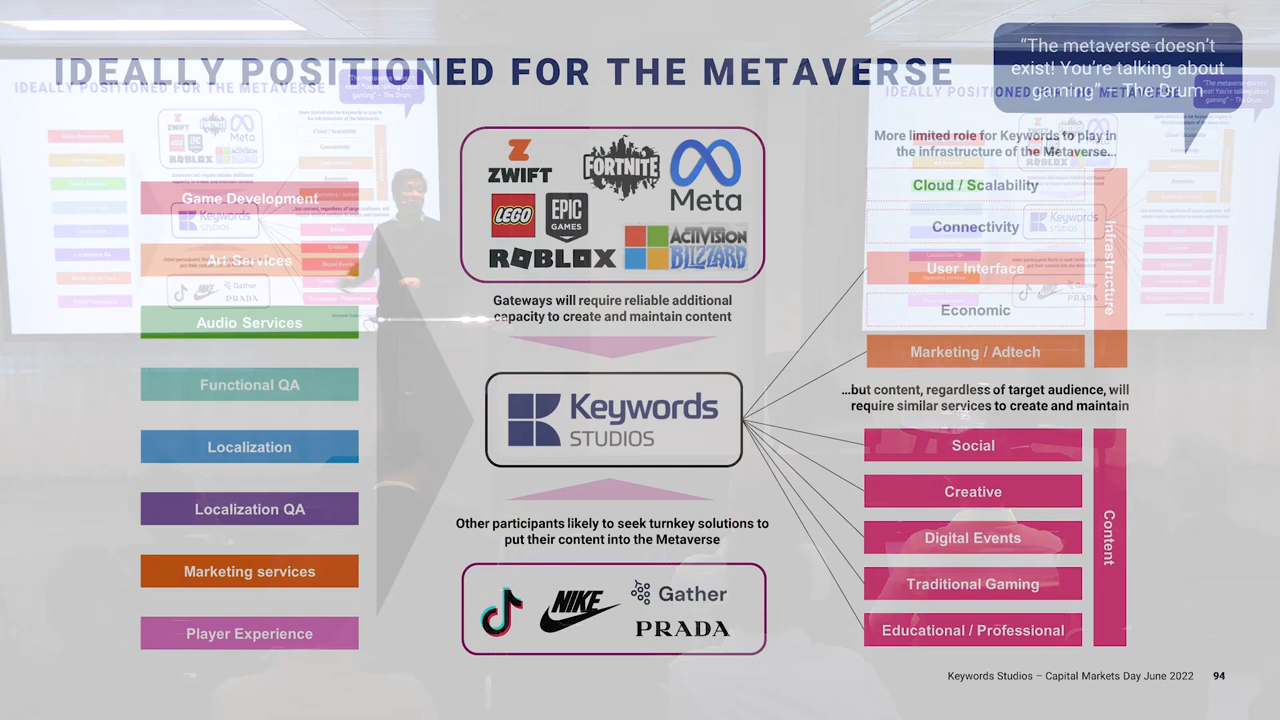 IDEALLY POSITIONED FOR THE METAVERSE
“The metaverse doesn’t
exist! You’re talking about
gaming” – The Drum
Game Development
Art Services
Audio Services
Functional QA
Localization
Localization QA
Marketing services
Player Experience
ZWIFT
FORTNITE
Meta
LEGO
EPIC
GAMES
ROBLOX
ACTIVISION
BLIZZARD
Gateways will require reliable additional
capacity to create and maintain content
Keywords
STUDIOS
Other participants likely to seek turnkey solutions to
put their content into the Metaverse
NIKE
Gather
PRADA
More limited role for Keywords to play in
the infrastructure of the Metaverse...
Cloud / Scalability
Connectivity
User Interface
Economic
Marketing / Adtech
Infrastructure
...but content, regardless of target audience, will
require similar services to create and maintain
Social
Creative
Digital Events
Traditional Gaming
Educational / Professional
Content
Keywords Studios – Capital Markets Day June 2022 94